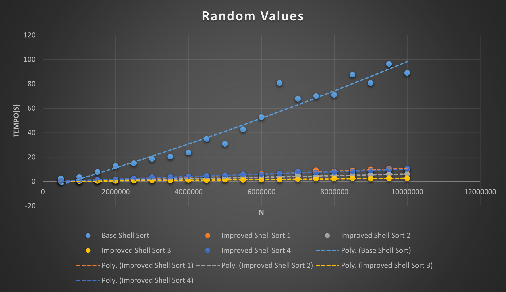 Random Values
120
100
80
60
40
20
0
-20
TEMPO[S]
0 2000000 4000000 6000000 8000000 10000000 12000000
N
Base Shell Sort Improved Shell Sort 1 Improved Shell Sort 2
Improved Shell Sort 3 Improved Shell Sort 4 Poly. (Base Shell Sort)
Poly. (Improved Shell Sort 1) Poly. (Improved Shell Sort 2) Poly. (Improved Shell Sort 3)
Poly. (Improved Shell Sort 4)